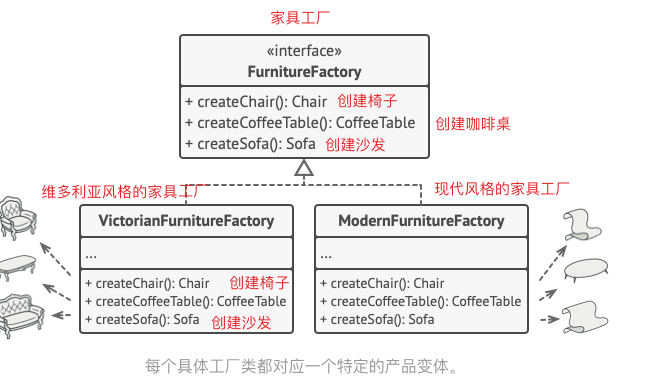 家具工厂
«interface»
FurnitureFactory
+ createChair(): Chair 创建椅子
+ createCoffeeTable(): CoffeeTable 创建咖啡桌
+ createSofa(): Sofa 创建沙发
维多利亚风格的家具工厂
现代风格的家具工厂
VictorianFurnitureFactory
...
+ createChair(): Chair 创建椅子
+ createCoffeeTable(): CoffeeTable
+ createSofa(): Sofa 创建沙发
ModernFurnitureFactory
...
+ createChair(): Chair
+ createCoffeeTable(): CoffeeTable
+ createSofa(): Sofa
每个具体工厂类都对应一个特定的产品变体。